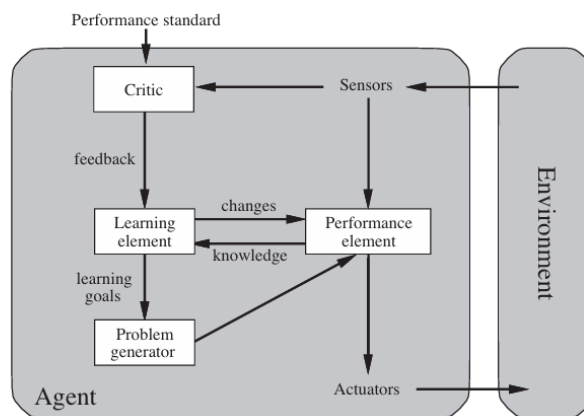 Performance standard
Critic
Sensors
feedback
changes
Learning
element
Performance
element
knowledge
learning
goals
Problem
generator
Agent
Actuators
Environment